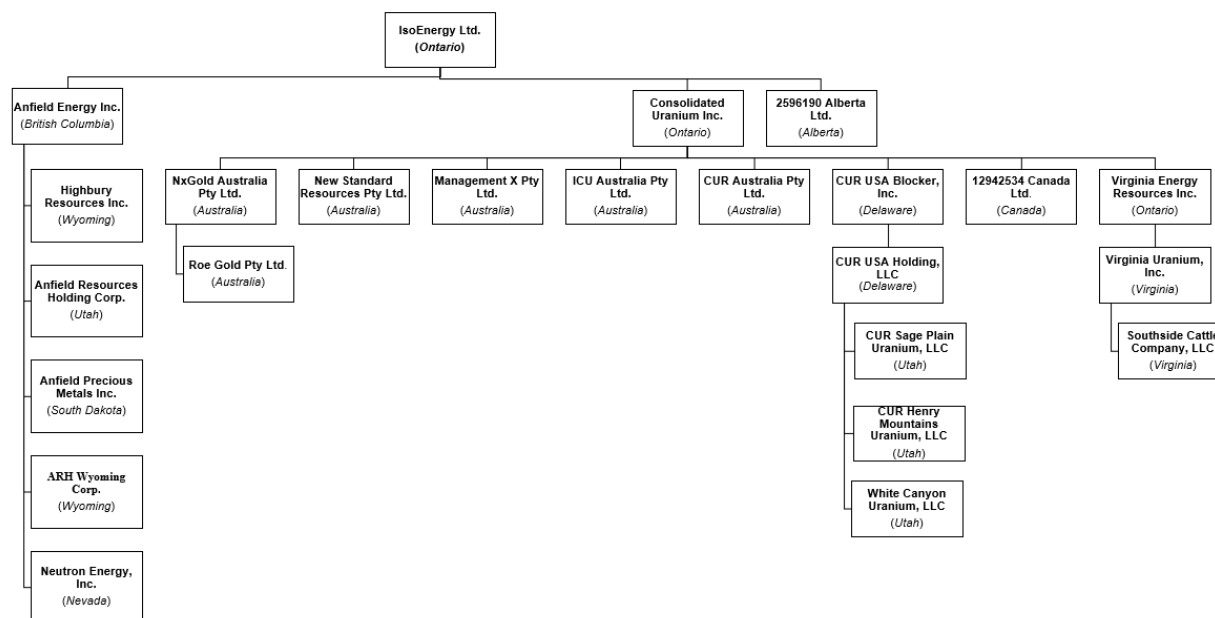 IsoEnergy Ltd.
(Ontario)
Anfield Energy Inc.
(British Columbia)
Consolidated
Uranium Inc.
(Ontario)
2596190 Alberta
Ltd.
(Alberta)
Highbury
Resources Inc.
(Wyoming)
Anfield Resources
Holding Corp.
(Utah)
Anfield Precious
Metals Inc.
(South Dakota)
ARH Wyoming
Corp.
(Wyoming)
Neutron Energy,
Inc.
(Nevada)
NxGold Australia
Pty Ltd.
(Australia)
Roe Gold Pty Ltd.
(Australia)
New Standard
Resources Pty Ltd.
(Australia)
Management X Pty
Ltd.
(Australia)
ICU Australia Pty
Ltd.
(Australia)
CUR Australia Pty
Ltd.
(Australia)
CUR USA Blocker,
Inc.
(Delaware)
CUR USA Holding,
LLC
(Delaware)
CUR Sage Plain
Uranium, LLC
(Utah)
CUR Henry
Mountains
Uranium, LLC
(Utah)
White Canyon
Uranium, LLC
(Utah)
12942534 Canada
Ltd.
(Canada)
Virginia Energy
Resources Inc.
(Ontario)
Virginia Uranium,
Inc.
(Virginia)
Southside Cattle
Company, LLC
(Virginia)